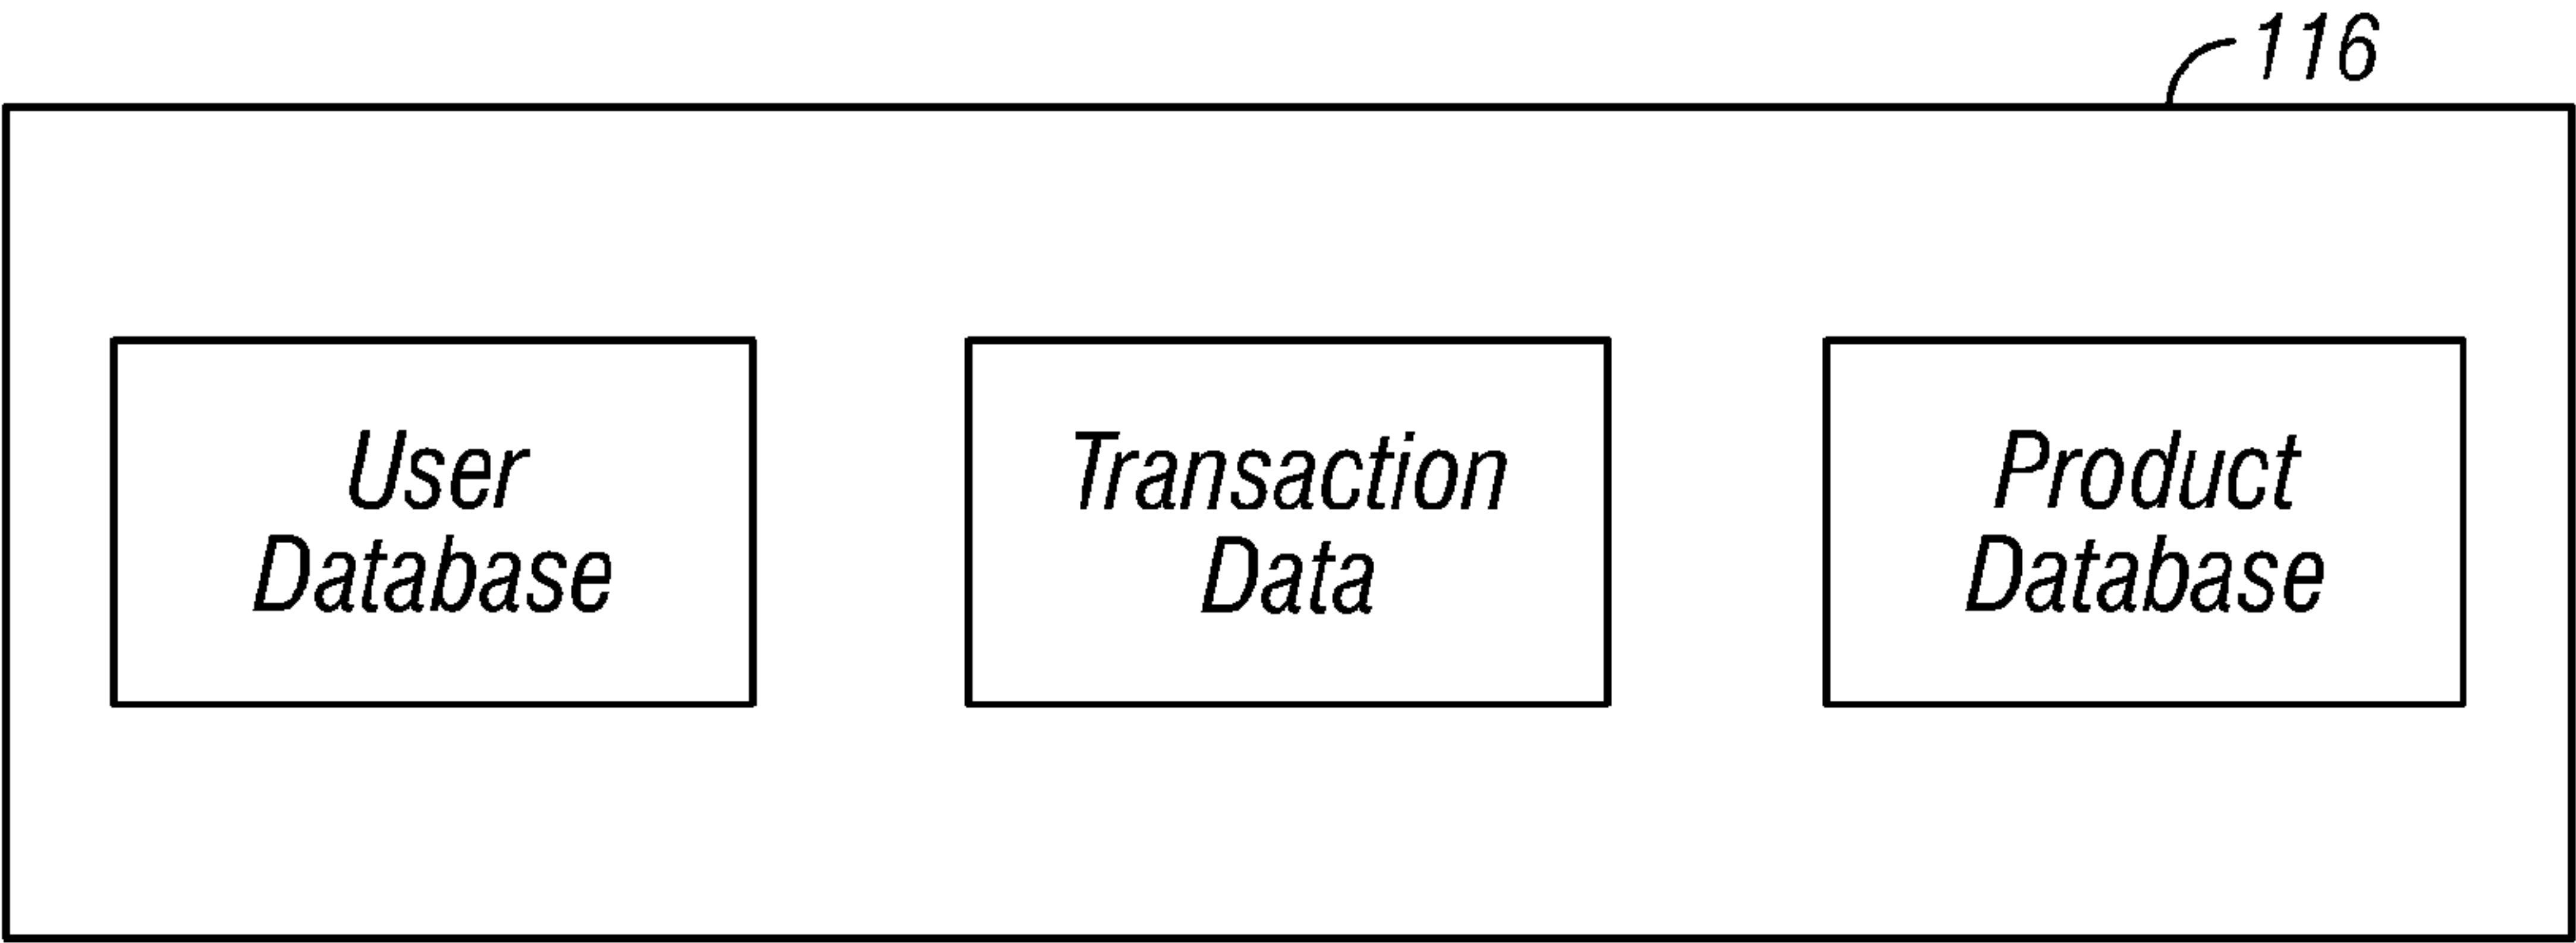 116
User
Database
Transaction
Data
Product
Database